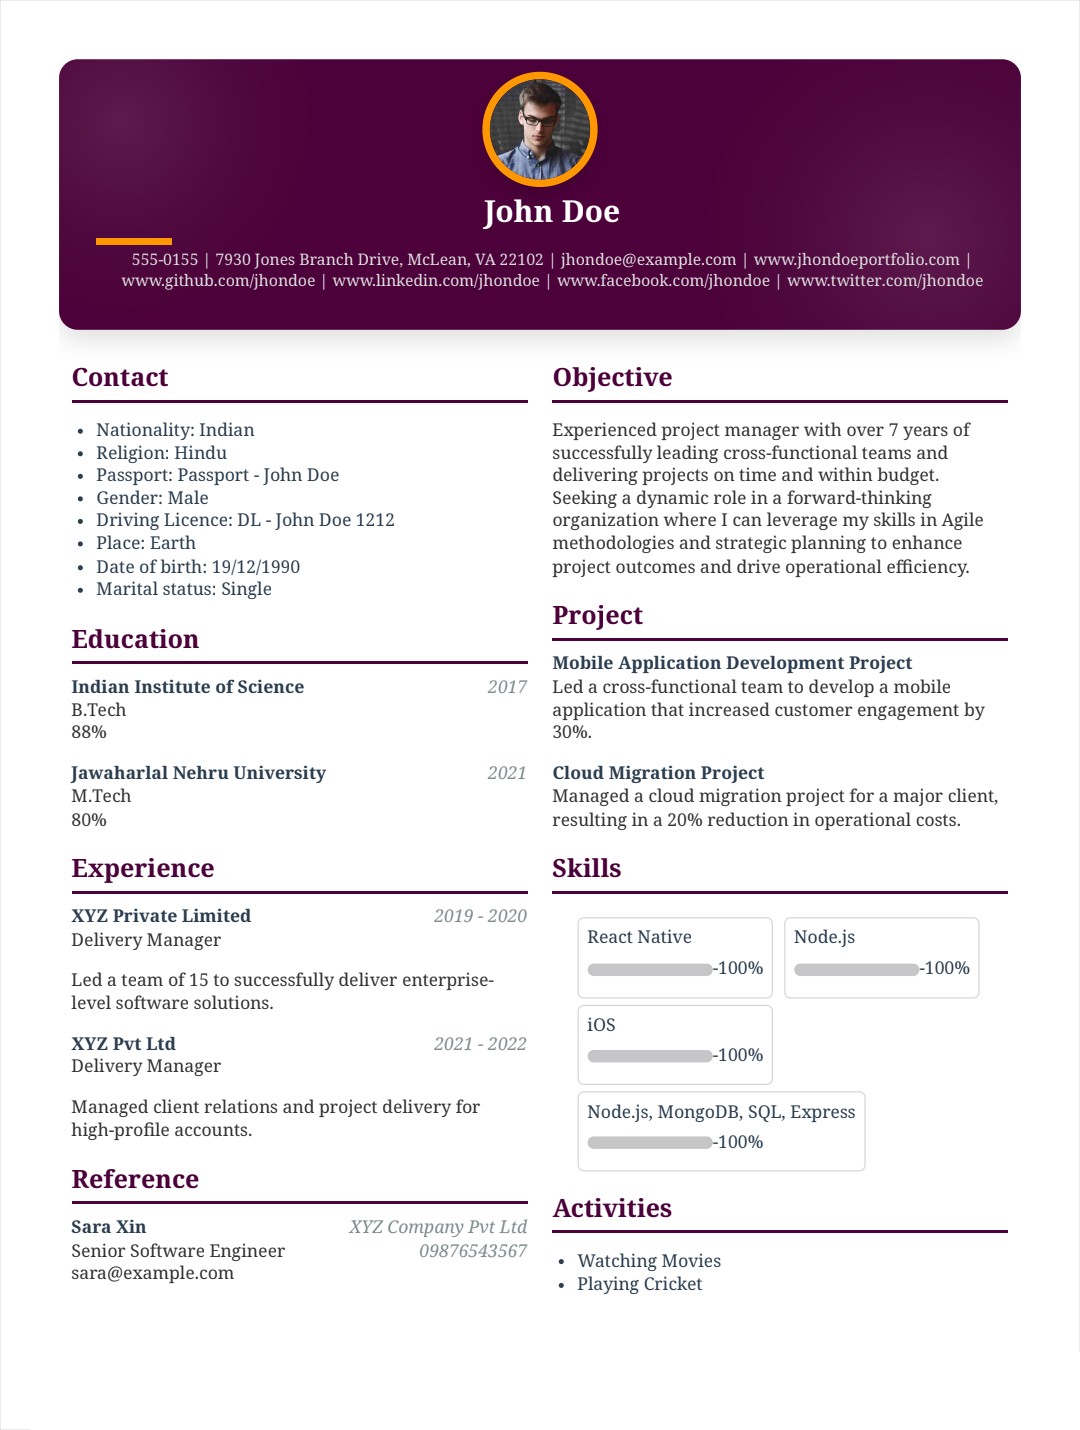 John Doe
555-0155 | 7930 Jones Branch Drive, McLean, VA 22102 | jhondoe@example.com | www.jhondoeportfolio.com |
www.github.com/jhondoe | www.linkedin.com/jhondoe | www.facebook.com/jhondoe | www.twitter.com/jhondoe
Contact
• Nationality: Indian
• Religion: Hindu
• Passport: Passport - John Doe
• Gender: Male
• Driving Licence: DL - John Doe 1212
• Place: Earth
• Date of birth: 19/12/1990
• Marital status: Single
Education
Indian Institute of Science 2017
B.Tech
88%
Jawaharlal Nehru University 2021
M.Tech
80%
Experience
XYZ Private Limited 2019 - 2020
Delivery Manager
Led a team of 15 to successfully deliver enterprise-
level software solutions.
XYZ Pvt Ltd 2021 - 2022
Delivery Manager
Managed client relations and project delivery for
high-profile accounts.
Reference
Sara Xin XYZ Company Pvt Ltd
Senior Software Engineer 09876543567
sara@example.com
Objective
Experienced project manager with over 7 years of
successfully leading cross-functional teams and
delivering projects on time and within budget.
Seeking a dynamic role in a forward-thinking
organization where I can leverage my skills in Agile
methodologies and strategic planning to enhance
project outcomes and drive operational efficiency.
Project
Mobile Application Development Project
Led a cross-functional team to develop a mobile
application that increased customer engagement by
30%.
Cloud Migration Project
Managed a cloud migration project for a major client,
resulting in a 20% reduction in operational costs.
Skills
React Native
-100%
Node.js
-100%
iOS
-100%
Node.js, MongoDB, SQL, Express
-100%
Activities
• Watching Movies
• Playing Cricket